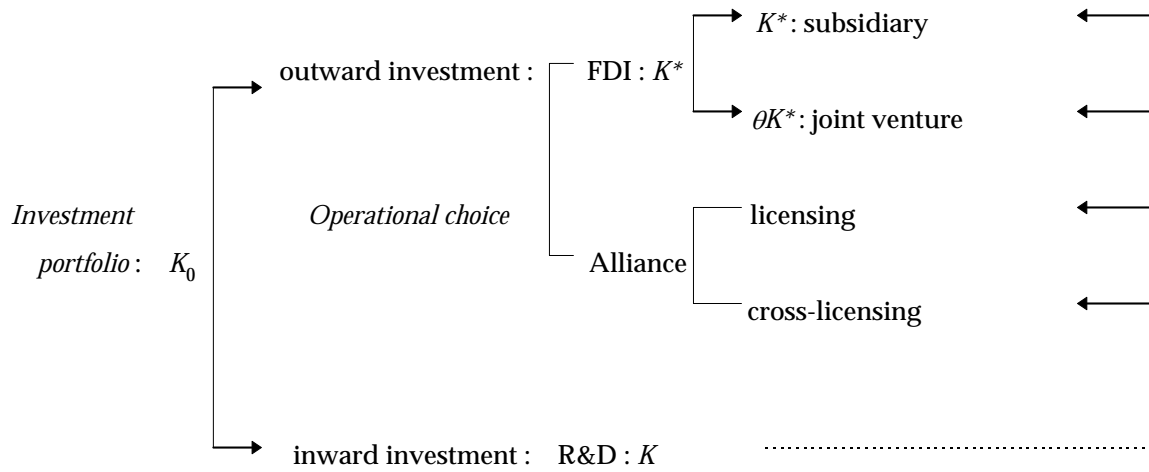 K* : subsidiary
outward investment : FDI : K*
θK* : joint venture
Investment Operational choice licensing
portfolio : K₀ Alliance
cross-licensing
inward investment : R&D : K